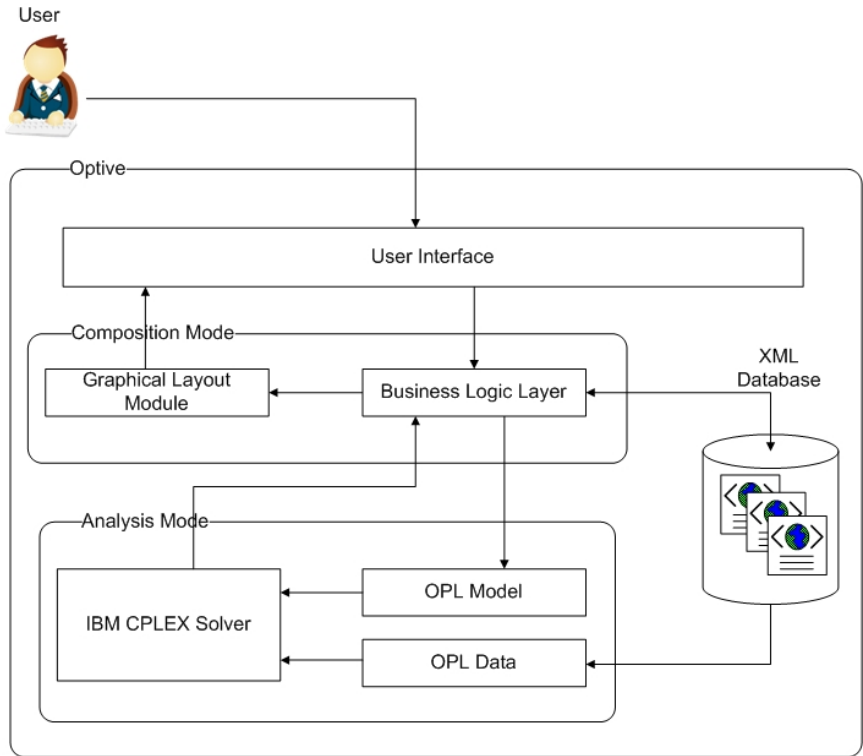 User
Optive
User Interface
Composition Mode
XML
Database
Graphical Layout
Module
Business Logic Layer
Analysis Mode
IBM CPLEX Solver
OPL Model
OPL Data